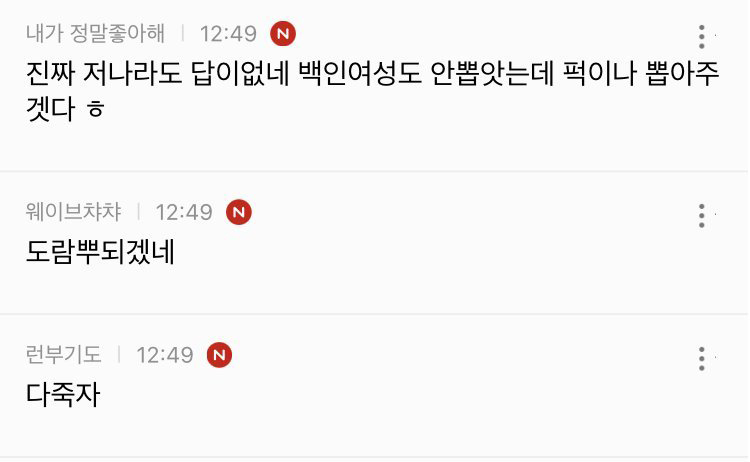 내가 정말좋아해 | 12:49 N
진짜 저나라도 답이없네 백인여성도 안뽑앗는데 퍽이나 뽑아주
겟다 ㅎ
웨이브챠챠 | 12:49 N
도람뿌되겠네
런부기도 | 12:49 N
다죽자